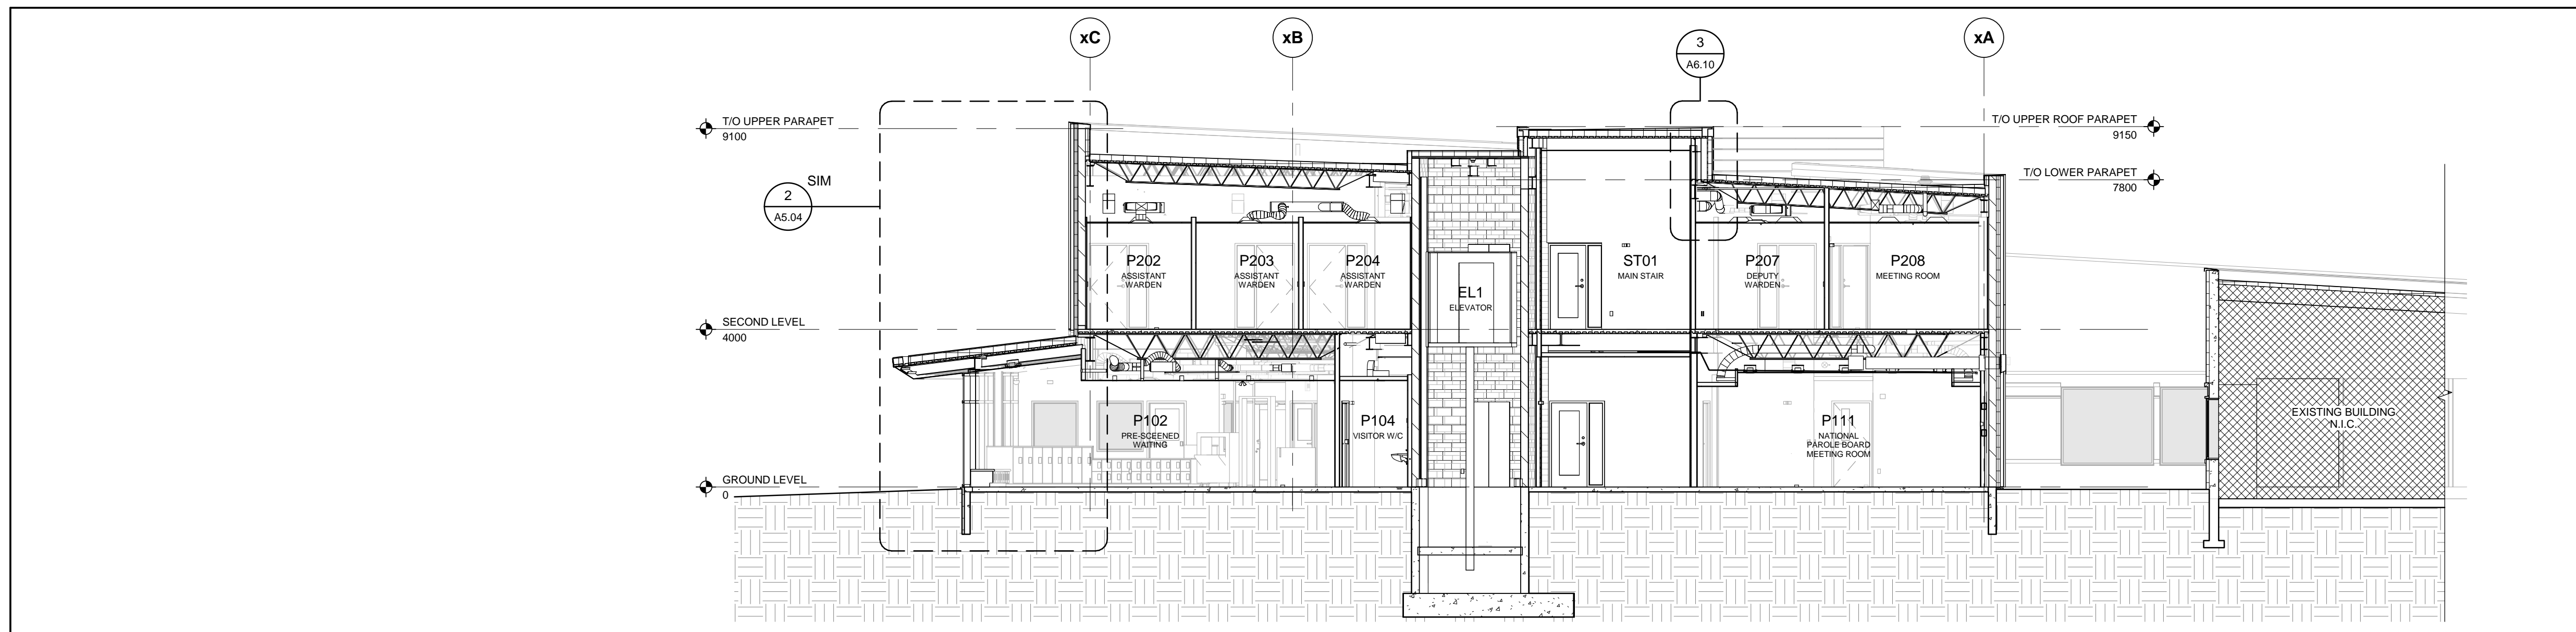 xC
xB
3
A6.10
xA
T/O UPPER PARAPET
9100
T/O UPPER ROOF PARAPET
9150
T/O LOWER PARAPET
7800
SIM
2
A5.04
P202
ASSISTANT
WARDEN
P203
ASSISTANT
WARDEN
P204
ASSISTANT
WARDEN
EL1
ELEVATOR
ST01
MAIN STAIR
P207
DEPUTY
WARDEN
P208
MEETING ROOM
SECOND LEVEL
4000
P102
PRE-SCEENED
WAITING
P104
VISITOR W/C
P111
NATIONAL
PAROLE BOARD
MEETING ROOM
EXISTING BUILDING
N.I.C.
GROUND LEVEL
0